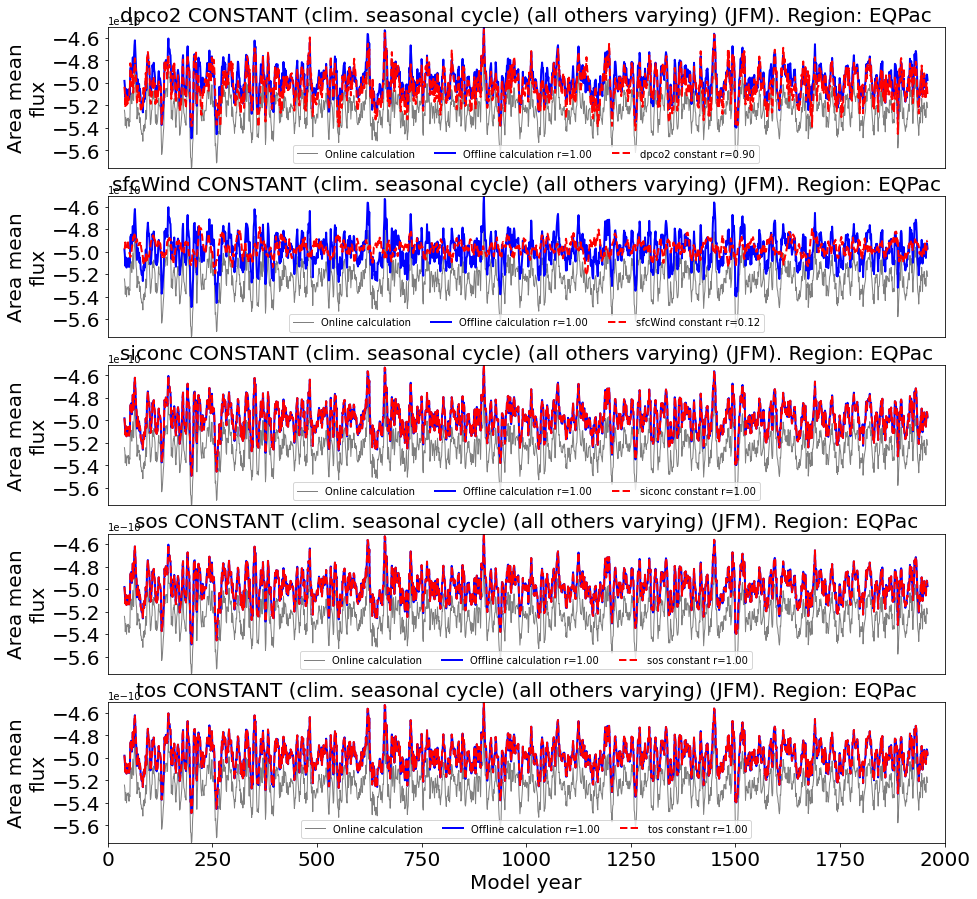 dpco2 CONSTANT (clim. seasonal cycle) (all others varying) (JFM). Region: EQPac
1e−10
Area mean
flux
−4.6
−4.8
−5.0
−5.2
−5.4
−5.6
Online calculation
Offline calculation r=1.00
dpco2 constant r=0.90
sfcWind CONSTANT (clim. seasonal cycle) (all others varying) (JFM). Region: EQPac
1e−10
Area mean
flux
−4.6
−4.8
−5.0
−5.2
−5.4
−5.6
Online calculation
Offline calculation r=1.00
sfcWind constant r=0.12
siconc CONSTANT (clim. seasonal cycle) (all others varying) (JFM). Region: EQPac
1e−10
Area mean
flux
−4.6
−4.8
−5.0
−5.2
−5.4
−5.6
Online calculation
Offline calculation r=1.00
siconc constant r=1.00
sos CONSTANT (clim. seasonal cycle) (all others varying) (JFM). Region: EQPac
1e−10
Area mean
flux
−4.6
−4.8
−5.0
−5.2
−5.4
−5.6
Online calculation
Offline calculation r=1.00
sos constant r=1.00
tos CONSTANT (clim. seasonal cycle) (all others varying) (JFM). Region: EQPac
1e−10
Area mean
flux
−4.6
−4.8
−5.0
−5.2
−5.4
−5.6
Online calculation
Offline calculation r=1.00
tos constant r=1.00
0
250
500
750
1000
1250
1500
1750
2000
Model year